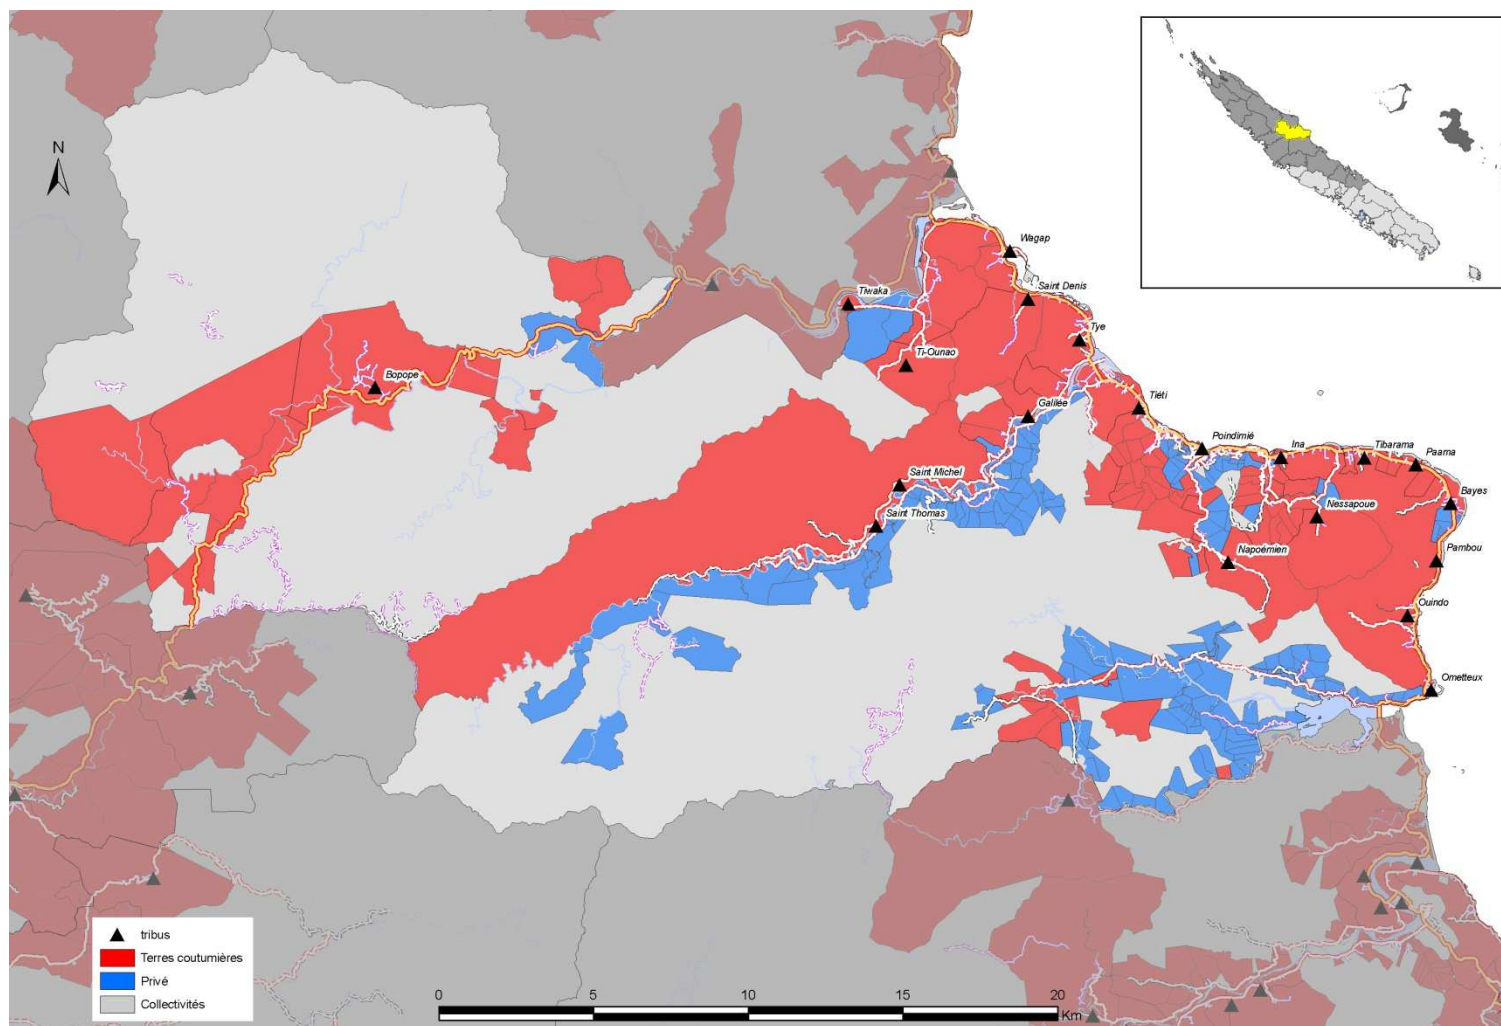 N
Wagap
Tiwaka
Saint Denis
Tye
Ti-Ounao
Bopope
Tiéti
Galilée
Poindimié
Ina
Tibarama
Paama
Saint Michel
Bayes
Nessapoue
Saint Thomas
Napoémien
Pambou
Ouindo
Ometteux
tribus
Terres coutumières
Privé
Collectivités
0 5 10 15 20
Km